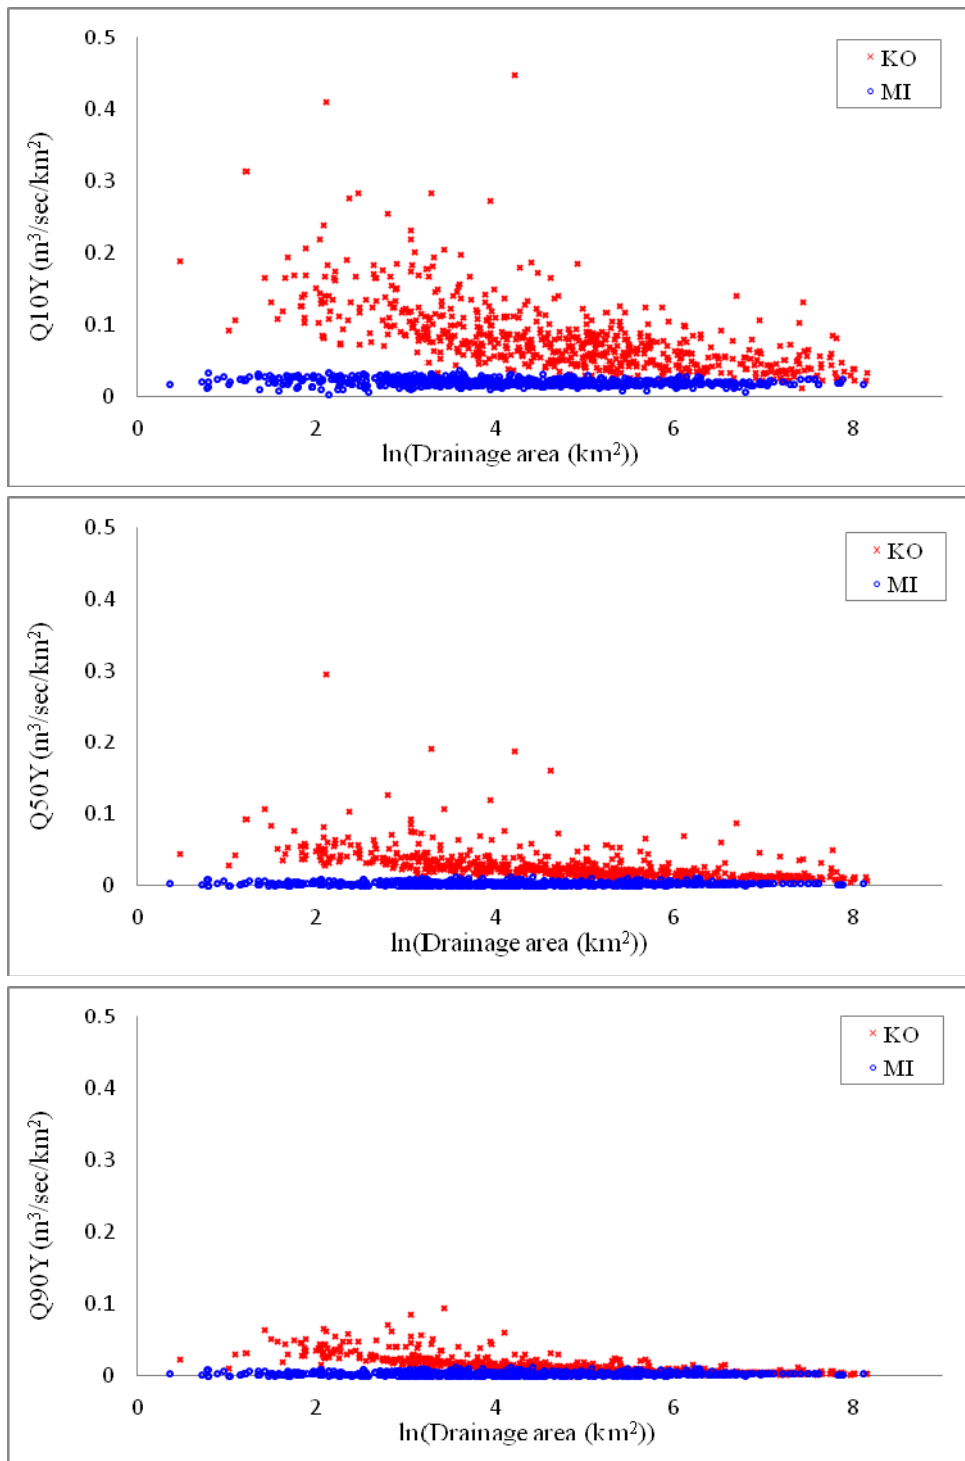 0.5
KO
MI
0.4
0.3
0.2
0.1
0
Q10Y (m³/sec/km²)
0 2 4 6 8
ln(Drainage area (km²))
0.5
KO
MI
0.4
0.3
0.2
0.1
0
Q50Y (m³/sec/km²)
0 2 4 6 8
ln(Drainage area (km²))
0.5
KO
MI
0.4
0.3
0.2
0.1
0
Q90Y (m³/sec/km²)
0 2 4 6 8
ln(Drainage area (km²))